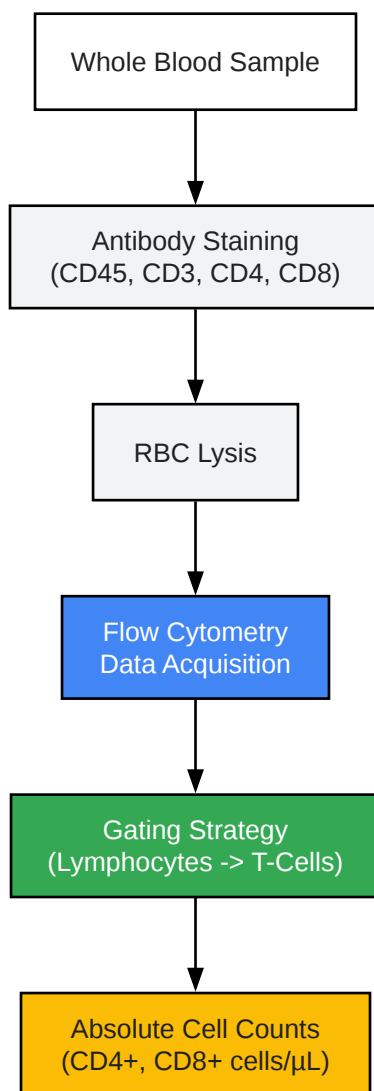 Whole Blood Sample
Antibody Staining
(CD45, CD3, CD4, CD8)
RBC Lysis
Flow Cytometry
Data Acquisition
Gating Strategy
(Lymphocytes -> T-Cells)
Absolute Cell Counts
(CD4+, CD8+ cells/µL)